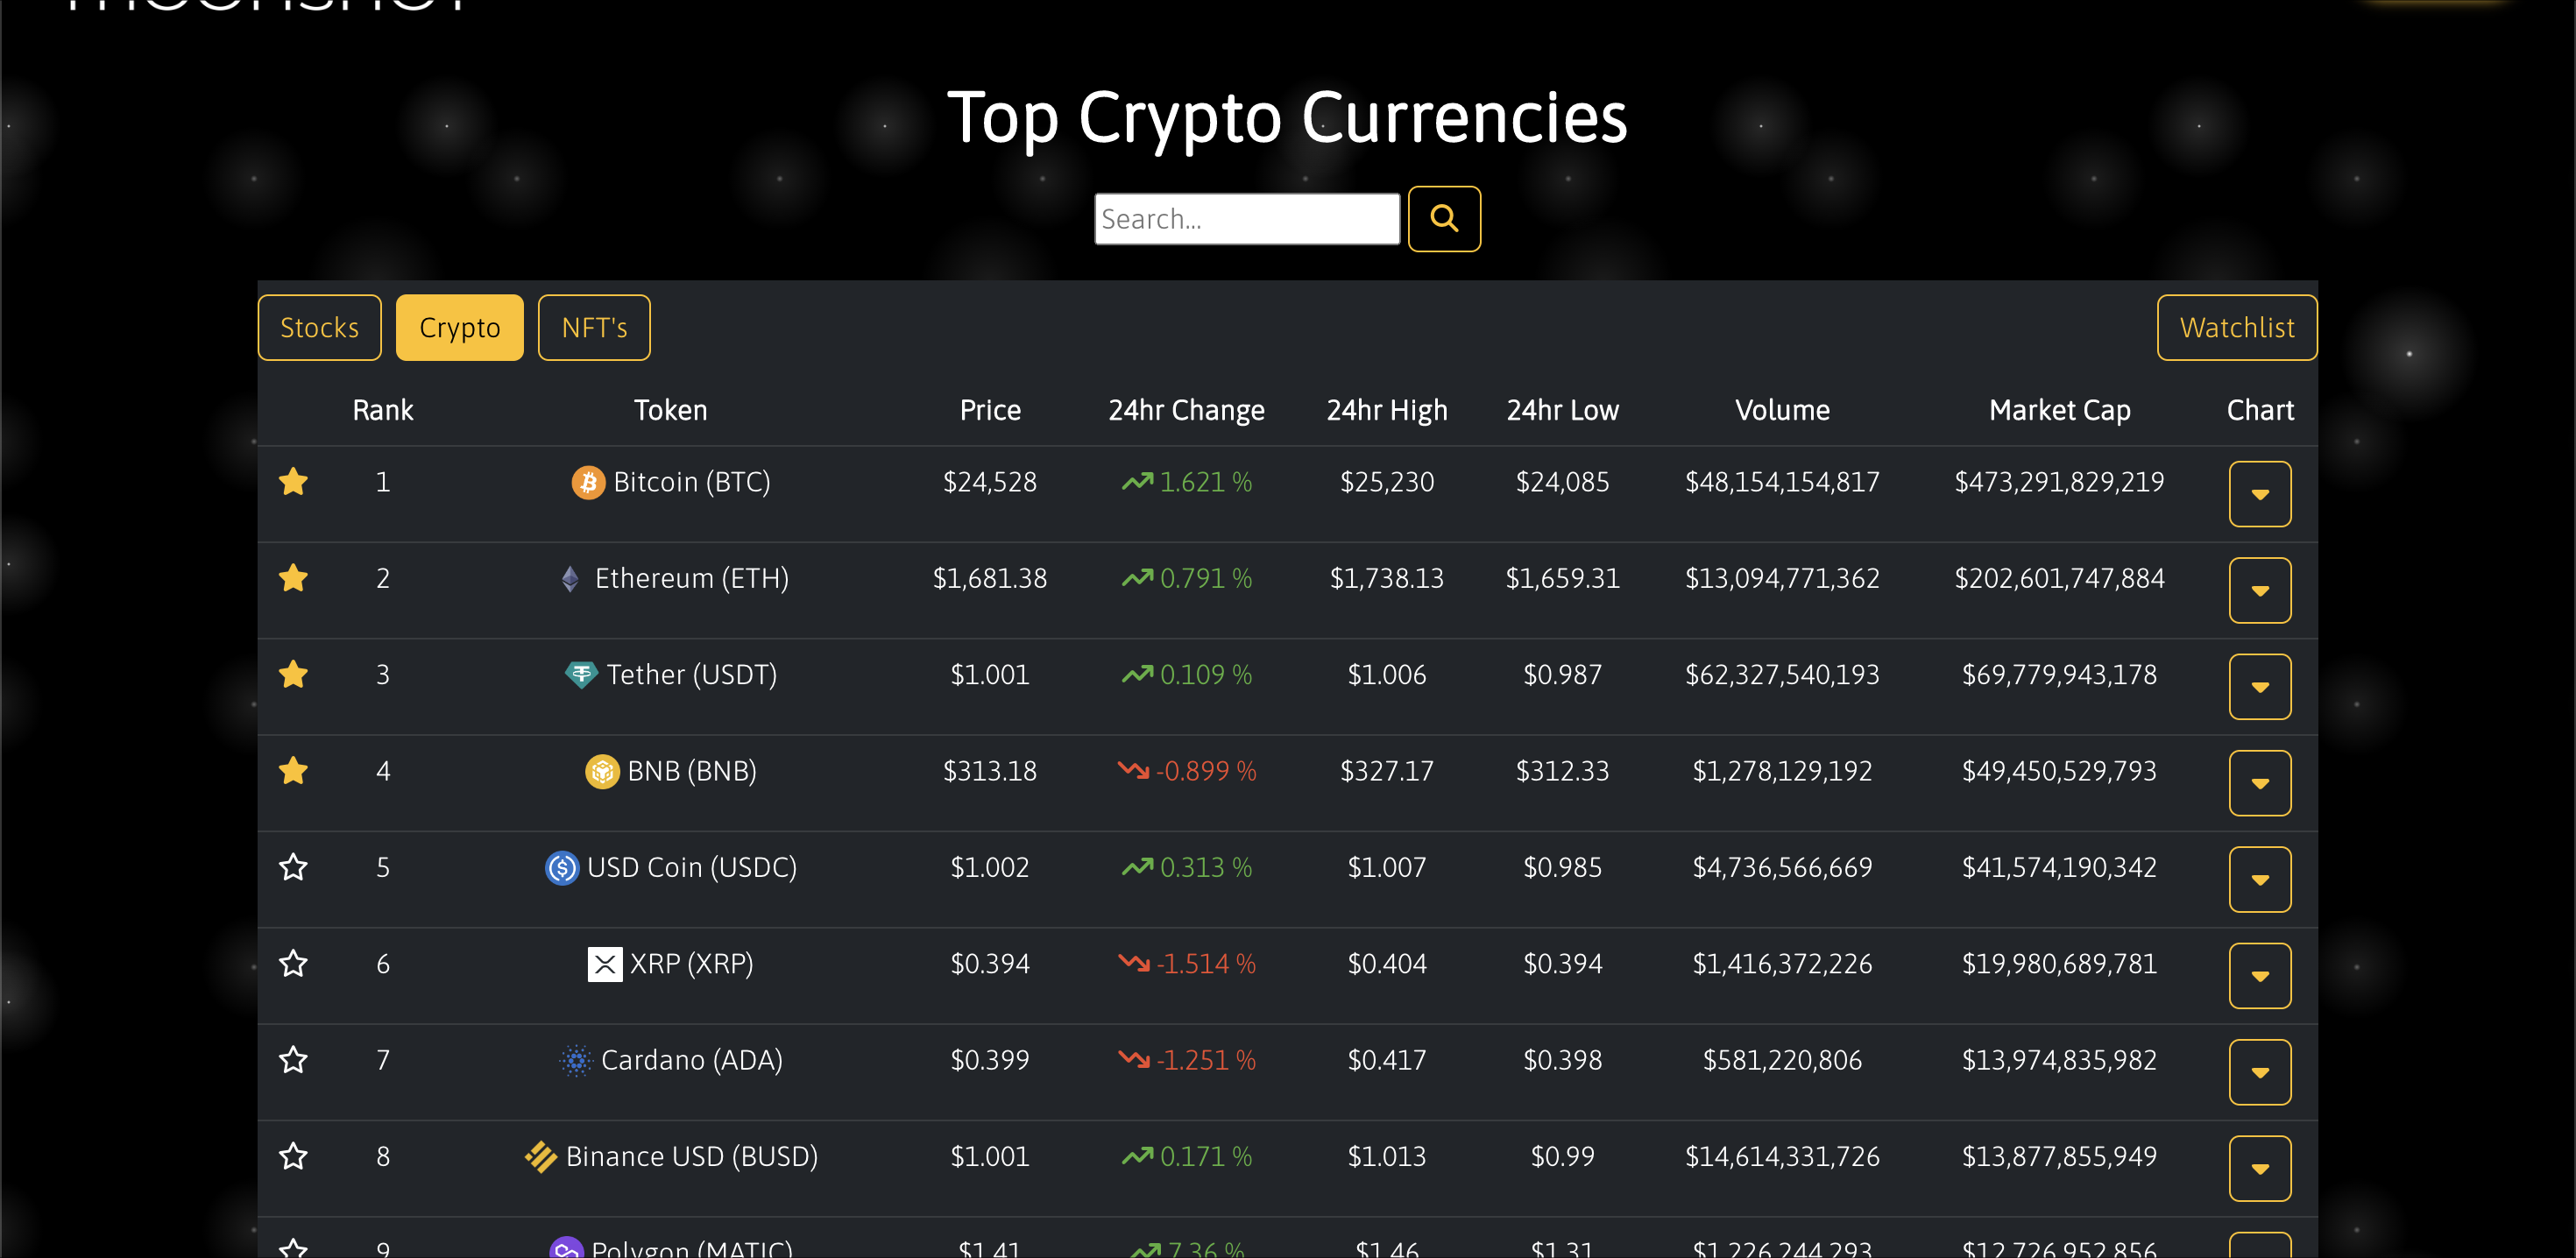 Top Crypto Currencies
Search...
Stocks Crypto NFT's Watchlist
Rank Token Price 24hr Change 24hr High 24hr Low Volume Market Cap Chart
1 Bitcoin (BTC) $24,528 1.621 % $25,230 $24,085 $48,154,154,817 $473,291,829,219
2 Ethereum (ETH) $1,681.38 0.791 % $1,738.13 $1,659.31 $13,094,771,362 $202,601,747,884
3 Tether (USDT) $1.001 0.109 % $1.006 $0.987 $62,327,540,193 $69,779,943,178
4 BNB (BNB) $313.18 -0.899 % $327.17 $312.33 $1,278,129,192 $49,450,529,793
5 USD Coin (USDC) $1.002 0.313 % $1.007 $0.985 $4,736,566,669 $41,574,190,342
6 XRP (XRP) $0.394 -1.514 % $0.404 $0.394 $1,416,372,226 $19,980,689,781
7 Cardano (ADA) $0.399 -1.251 % $0.417 $0.398 $581,220,806 $13,974,835,982
8 Binance USD (BUSD) $1.001 0.171 % $1.013 $0.99 $14,614,331,726 $13,877,855,949
9 Polygon (MATIC) $1.41 7.36 % $1.46 $1.31 $1,226,244,293 $12,726,952,856